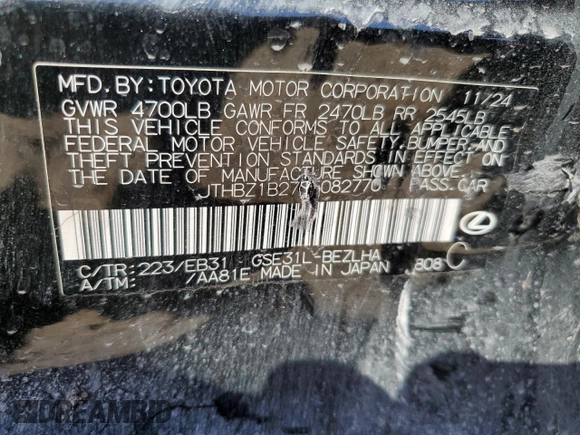 MFD. BY: TOYOTA MOTOR CORPORATION 11/24
GVWR 4700LB GAWR FR 2470LB RR 2545LB
THIS VEHICLE CONFORMS TO ALL APPLICABLE
FEDERAL MOTOR VEHICLE SAFETY, BUMPER, AND
THEFT PREVENTION STANDARDS IN EFFECT ON
THE DATE OF MANUFACTURE SHOWN ABOVE.
PASS.CAR
C/TR: 223/EB31 GSE31L-BEZLHA
A/TM: /AA81E MADE IN JAPAN 808
DREAMBID